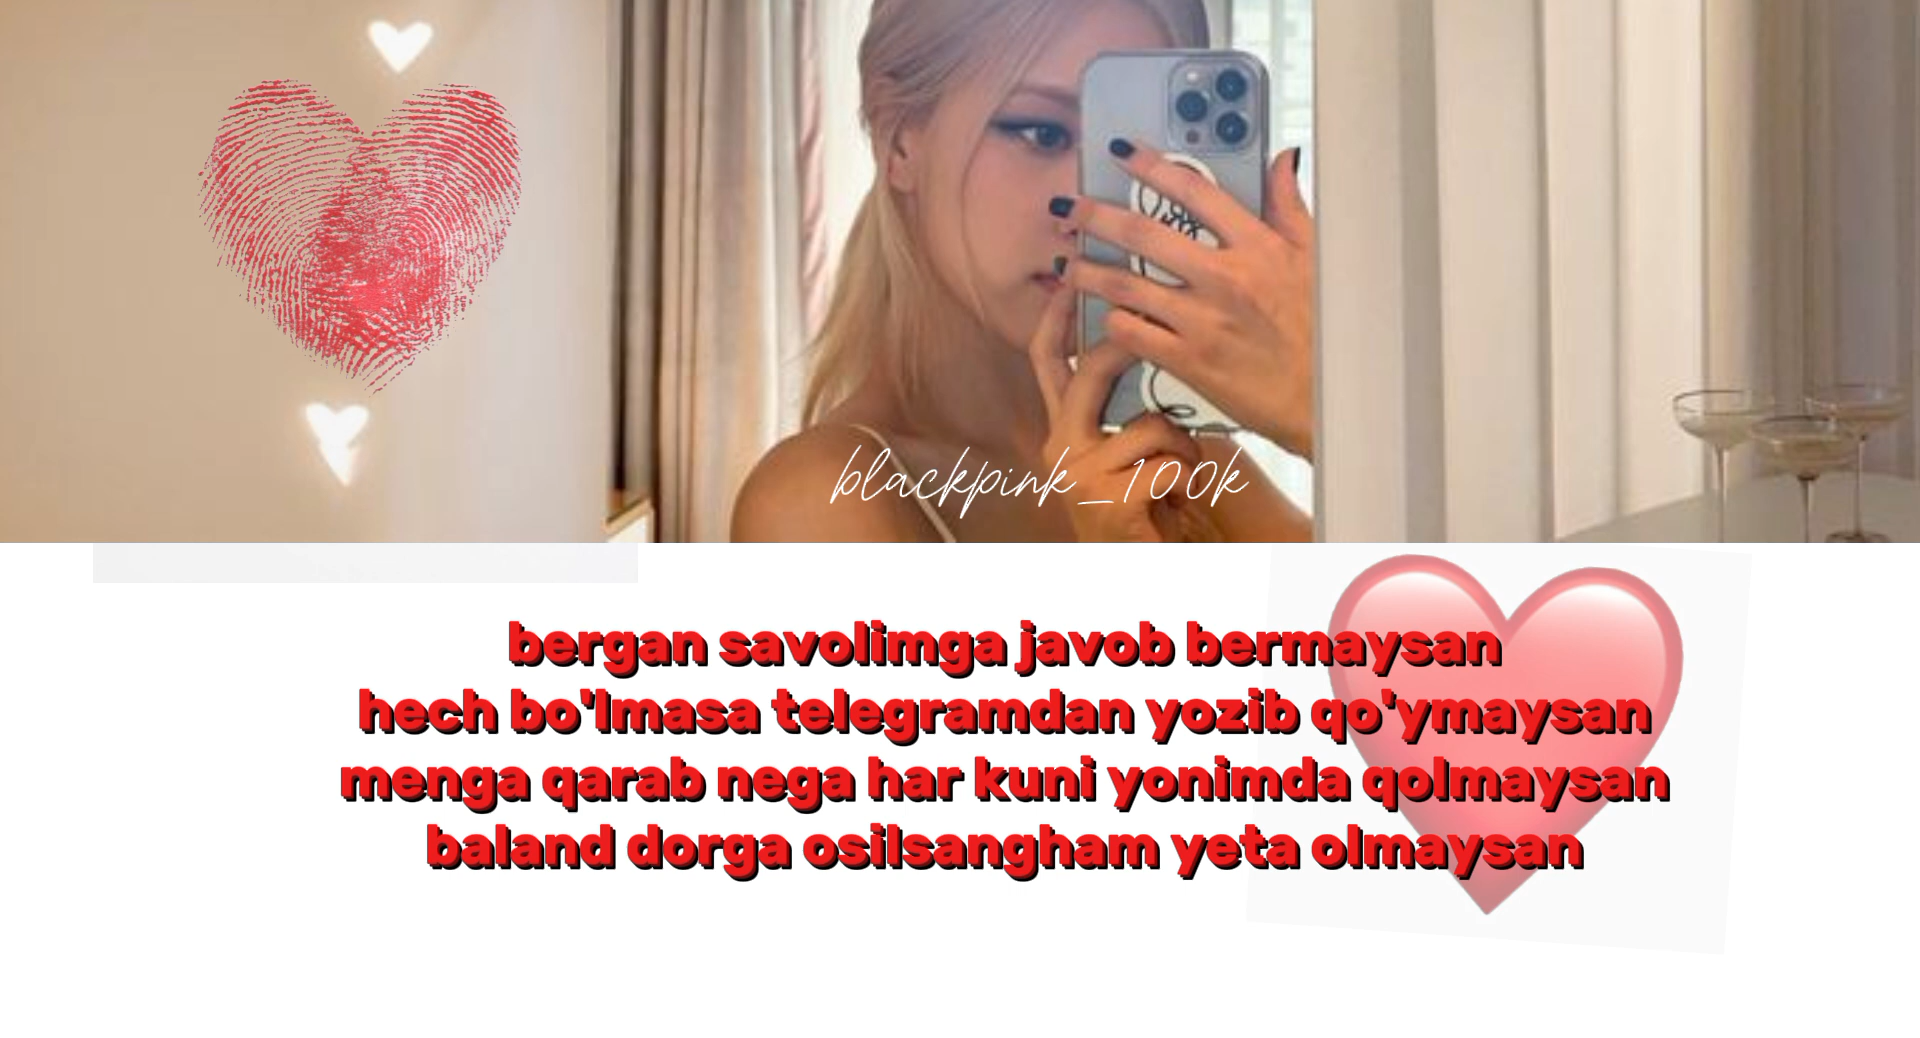 blackpink_100k
bergan savolimga javob bermaysan
hech bo'lmasa telegramdan yozib qo'ymaysan
menga qarab nega har kuni yonimda qolmaysan
baland dorga osilsangham yeta olmaysan